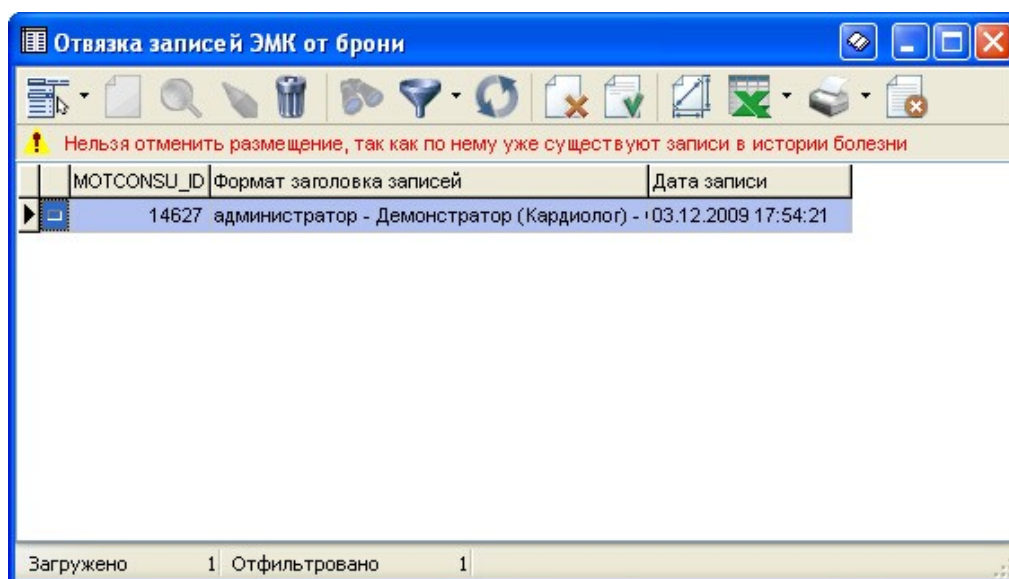 Отвязка записей ЭМК от брони
Нельзя отменить размещение, так как по нему уже существуют записи в истории болезни
MOTCONSU_ID Формат заголовка записей Дата записи
14627 администратор - Демонстратор (Кардиолог) - 03.12.2009 17:54:21
Загружено 1 Отфильтровано 1